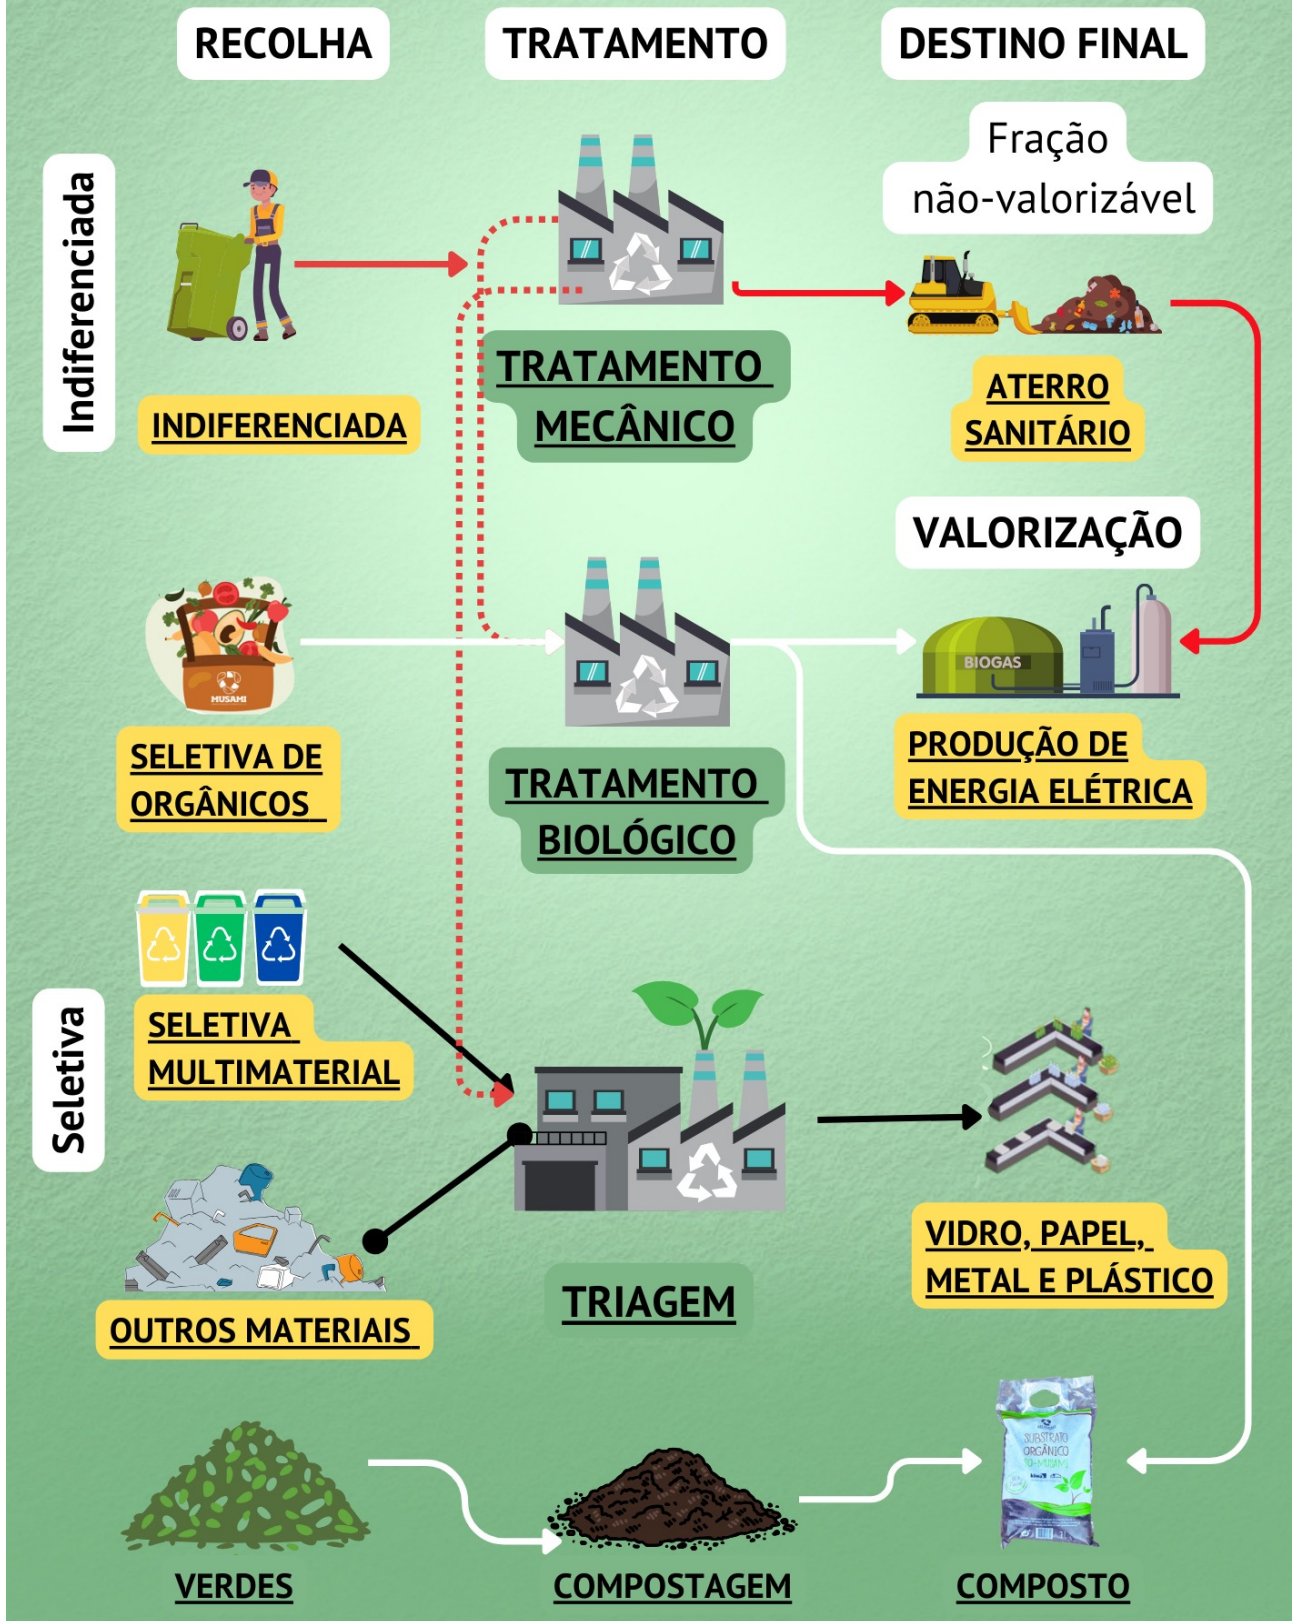 RECOLHA
TRATAMENTO
DESTINO FINAL
Indiferenciada
Fração
não-valorizável
INDIFERENCIADA
TRATAMENTO
MECÂNICO
ATERRO
SANITÁRIO
VALORIZAÇÃO
MUSAMI
BIOGAS
SELETIVA DE
ORGÂNICOS
TRATAMENTO
BIOLÓGICO
PRODUÇÃO DE
ENERGIA ELÉTRICA
Seletiva
SELETIVA
MULTIMATERIAL
OUTROS MATERIAIS
TRIAGEM
VIDRO, PAPEL,
METAL E PLÁSTICO
SUBSTRATO
ORGÂNICO
VERDES
COMPOSTAGEM
COMPOSTO